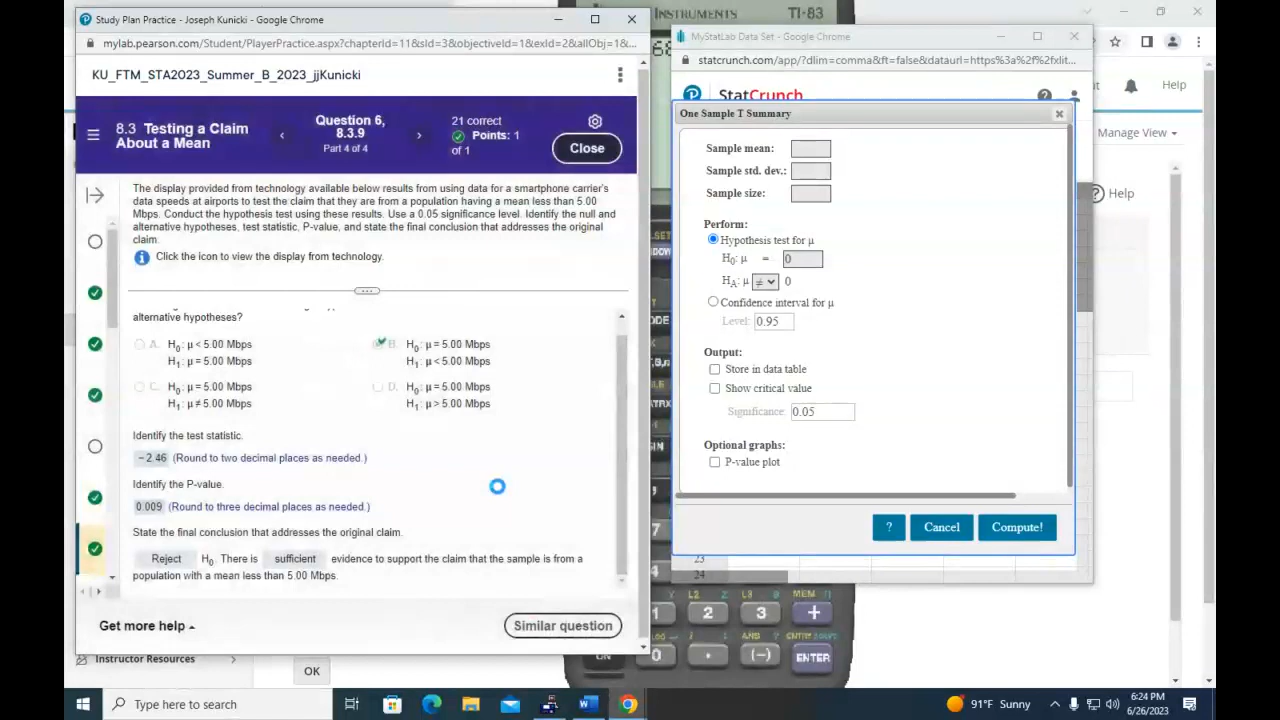 Study Plan Practice - Joseph Kunicki - Google Chrome
mylab.pearson.com/Student/PlayerPractice.aspx?chapterId=11&sId=3&objectiveId=1&exId=2&allObj=1&...
KU_FTM_STA2023_Summer_B_2023_jjKunicki
8.3 Testing a Claim
About a Mean
Question 6,
8.3.9
Part 4 of 4
21 correct
Points: 1
of 1
Close
The display provided from technology available below results from using data for a smartphone carrier's
data speeds at airports to test the claim that they are from a population having a mean less than 5.00
Mbps. Conduct the hypothesis test using these results. Use a 0.05 significance level. Identify the null and
alternative hypotheses, test statistic, P-value, and state the final conclusion that addresses the original
claim.
Click the icon to view the display from technology.
alternative hypotheses?
A. H0: μ < 5.00 Mbps
H1: μ = 5.00 Mbps
B. H0: μ = 5.00 Mbps
H1: μ < 5.00 Mbps
C. H0: μ = 5.00 Mbps
H1: μ ≠ 5.00 Mbps
D. H0: μ = 5.00 Mbps
H1: μ > 5.00 Mbps
Identify the test statistic.
−2.46 (Round to two decimal places as needed.)
Identify the P-value.
0.009 (Round to three decimal places as needed.)
State the final conclusion that addresses the original claim.
Reject H0. There is sufficient evidence to support the claim that the sample is from a
population with a mean less than 5.00 Mbps.
Get more help
Similar question
Instructor Resources
OK
INSTRUMENTS TI-83
MyStatLab Data Set - Google Chrome
statcrunch.com/app/?dlim=comma&ft=false&dataurl=https%3a%2f%2fxlit...
StatCrunch
One Sample T Summary
Sample mean:
Sample std. dev.:
Sample size:
Perform:
Hypothesis test for μ
H0: μ = 0
HA: μ ≠ 0
Confidence interval for μ
Level: 0.95
Output:
Store in data table
Show critical value
Significance: 0.05
Optional graphs:
P-value plot
?
Cancel
Compute!
23
24
Help
Manage View
Help
L1 L2 Z L3 θ MEM
1 2 3 +
ANS ?
0 . (−) ENTER
Type here to search
91°F Sunny
6:24 PM
6/26/2023